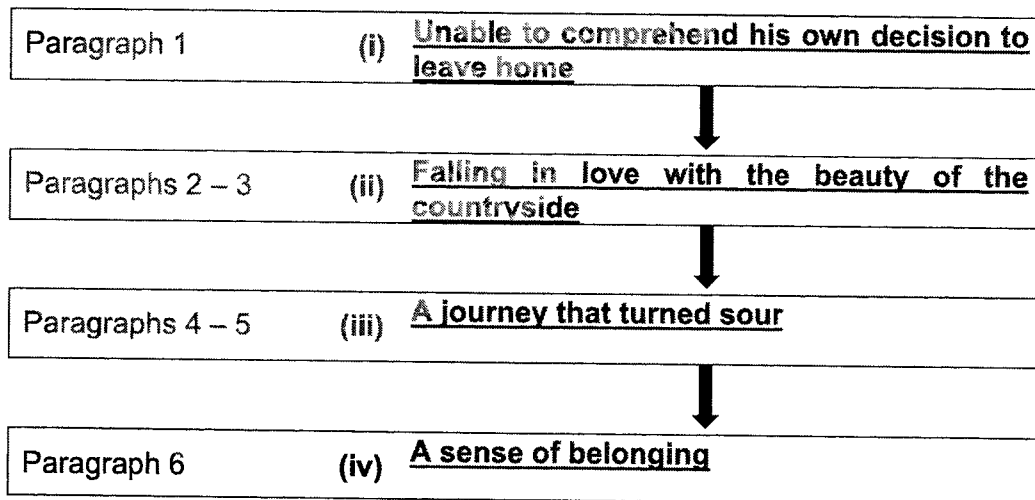 Paragraph 1 (i) Unable to comprehend his own decision to
leave home
Paragraphs 2 – 3 (ii) Falling in love with the beauty of the
countryside
Paragraphs 4 – 5 (iii) A journey that turned sour
Paragraph 6 (iv) A sense of belonging